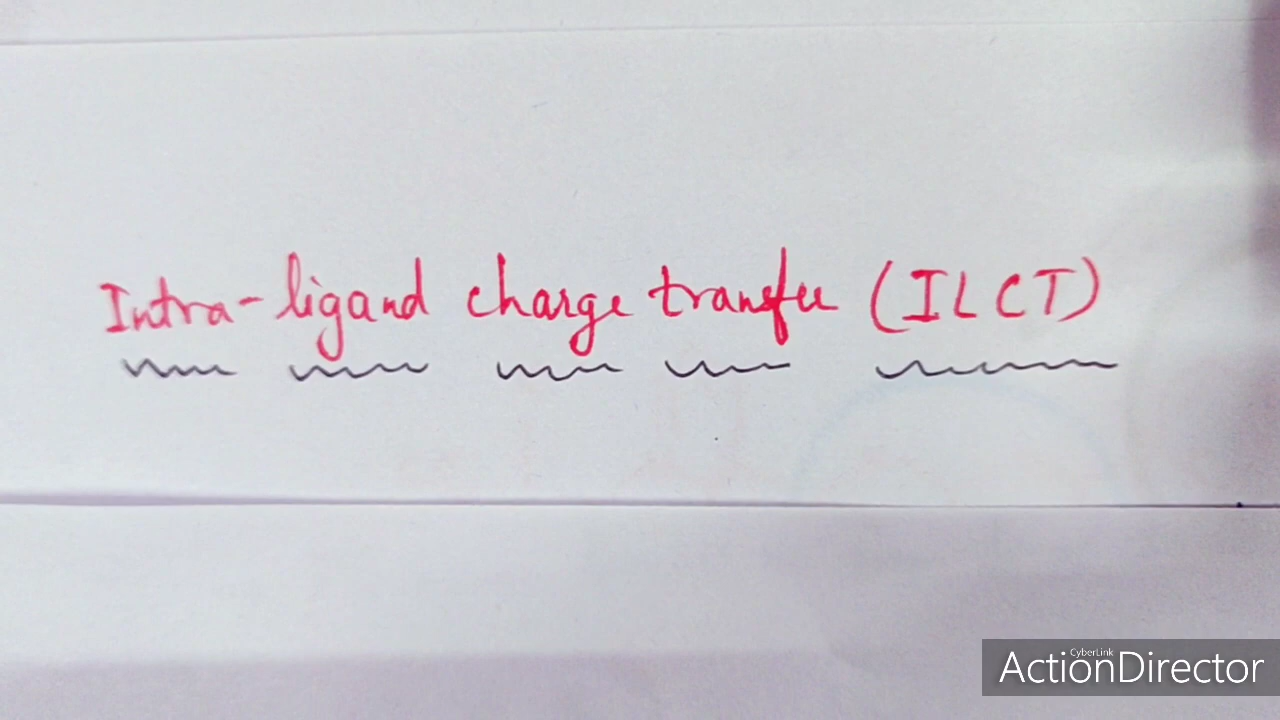 Intra-ligand charge transfer (ILCT)
CyberLink
ActionDirector